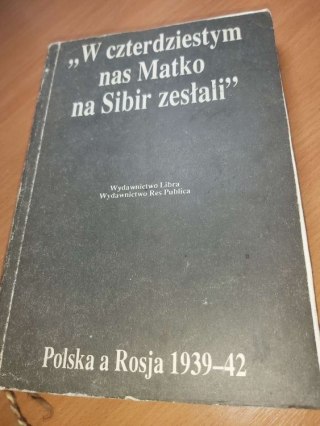 „W czterdziestym
nas Matko
na Sibir zesłali”
Wydawnictwo Libra
Wydawnictwo Res Publica
Polska a Rosja 1939–42